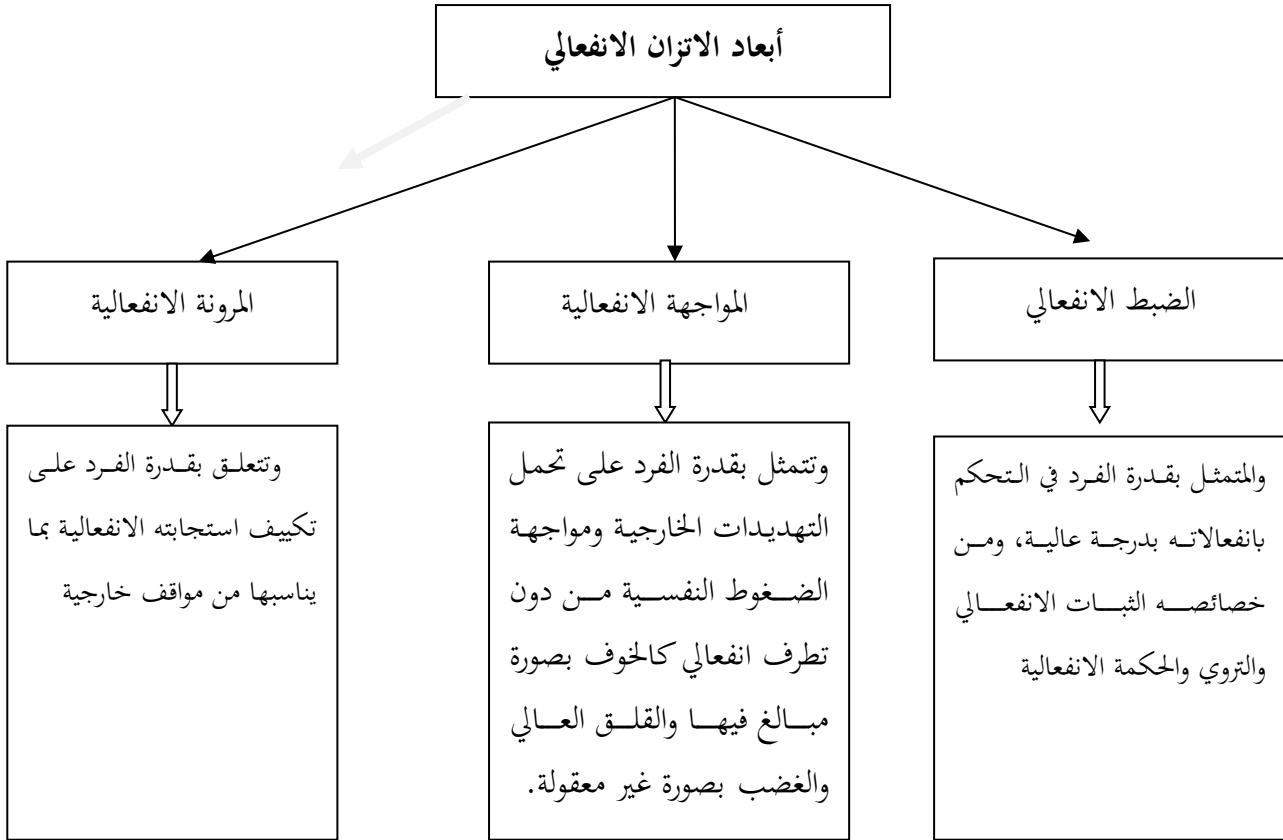 أبعاد الاتزان الانفعالي
الضبط الانفعالي
المواجهة الانفعالية
المرونة الانفعالية
والمتمثل بقدرة الفرد في التحكم
بانفعالاته بدرجة عالية، ومن
خصائصه الثبات الانفعالي
والتروي والحكمة الانفعالية
وتتمثل بقدرة الفرد على تحمل
التهديدات الخارجية ومواجهة
الضغوط النفسية من دون
تطرف انفعالي كالخوف بصورة
مبالغ فيها والقلق العالي
والغضب بصورة غير معقولة.
وتتعلق بقدرة الفرد على
تكييف استجابته الانفعالية بما
يناسبها من مواقف خارجية